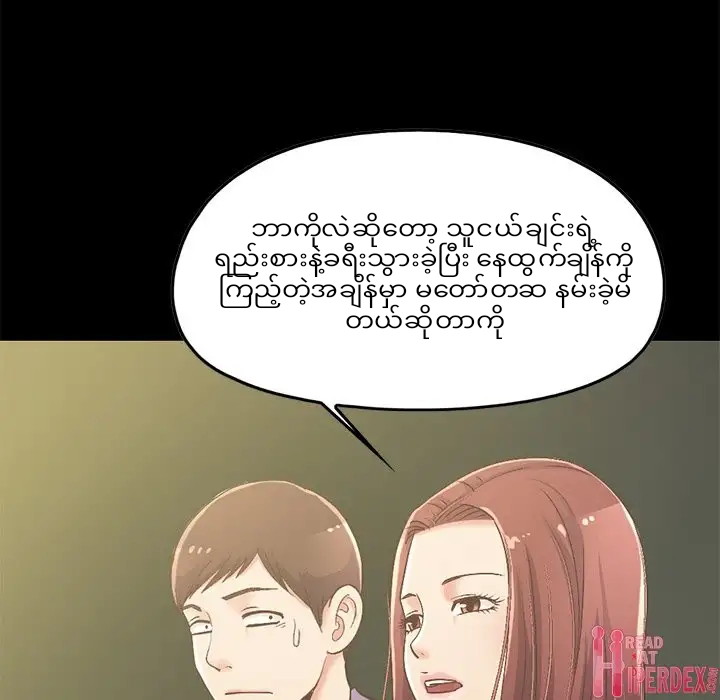 ဘာကိုလဲဆိုတော့ သူငယ်ချင်းရဲ့
ရည်းစားနဲ့ခရီးသွားခဲ့ပြီး နေထွက်ချိန်ကို
ကြည့်တဲ့အချိန်မှာ မတော်တဆ နမ်းခဲ့မိ
တယ်ဆိုတာကို
READ
AT
HIPERDEX